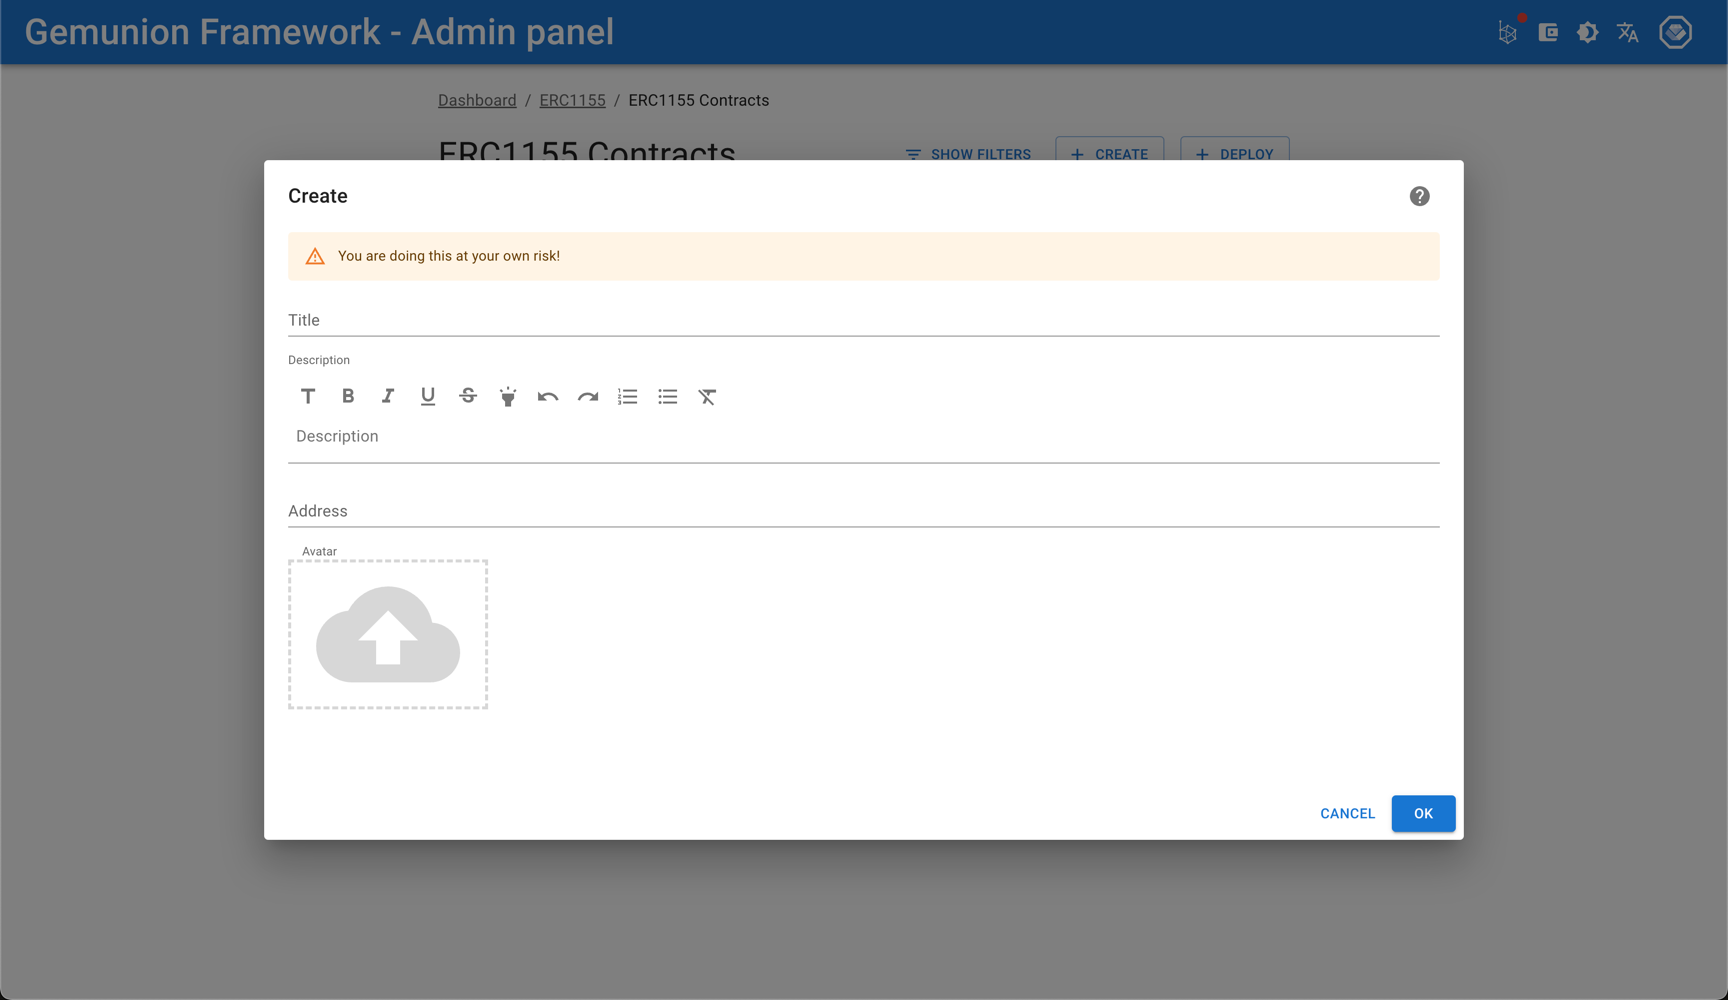 Gemunion Framework - Admin panel
Dashboard / ERC1155 / ERC1155 Contracts
ERC1155 Contracts
SHOW FILTERS
CREATE
DEPLOY
Create
You are doing this at your own risk!
Title
Description
Description
Address
Avatar
CANCEL
OK